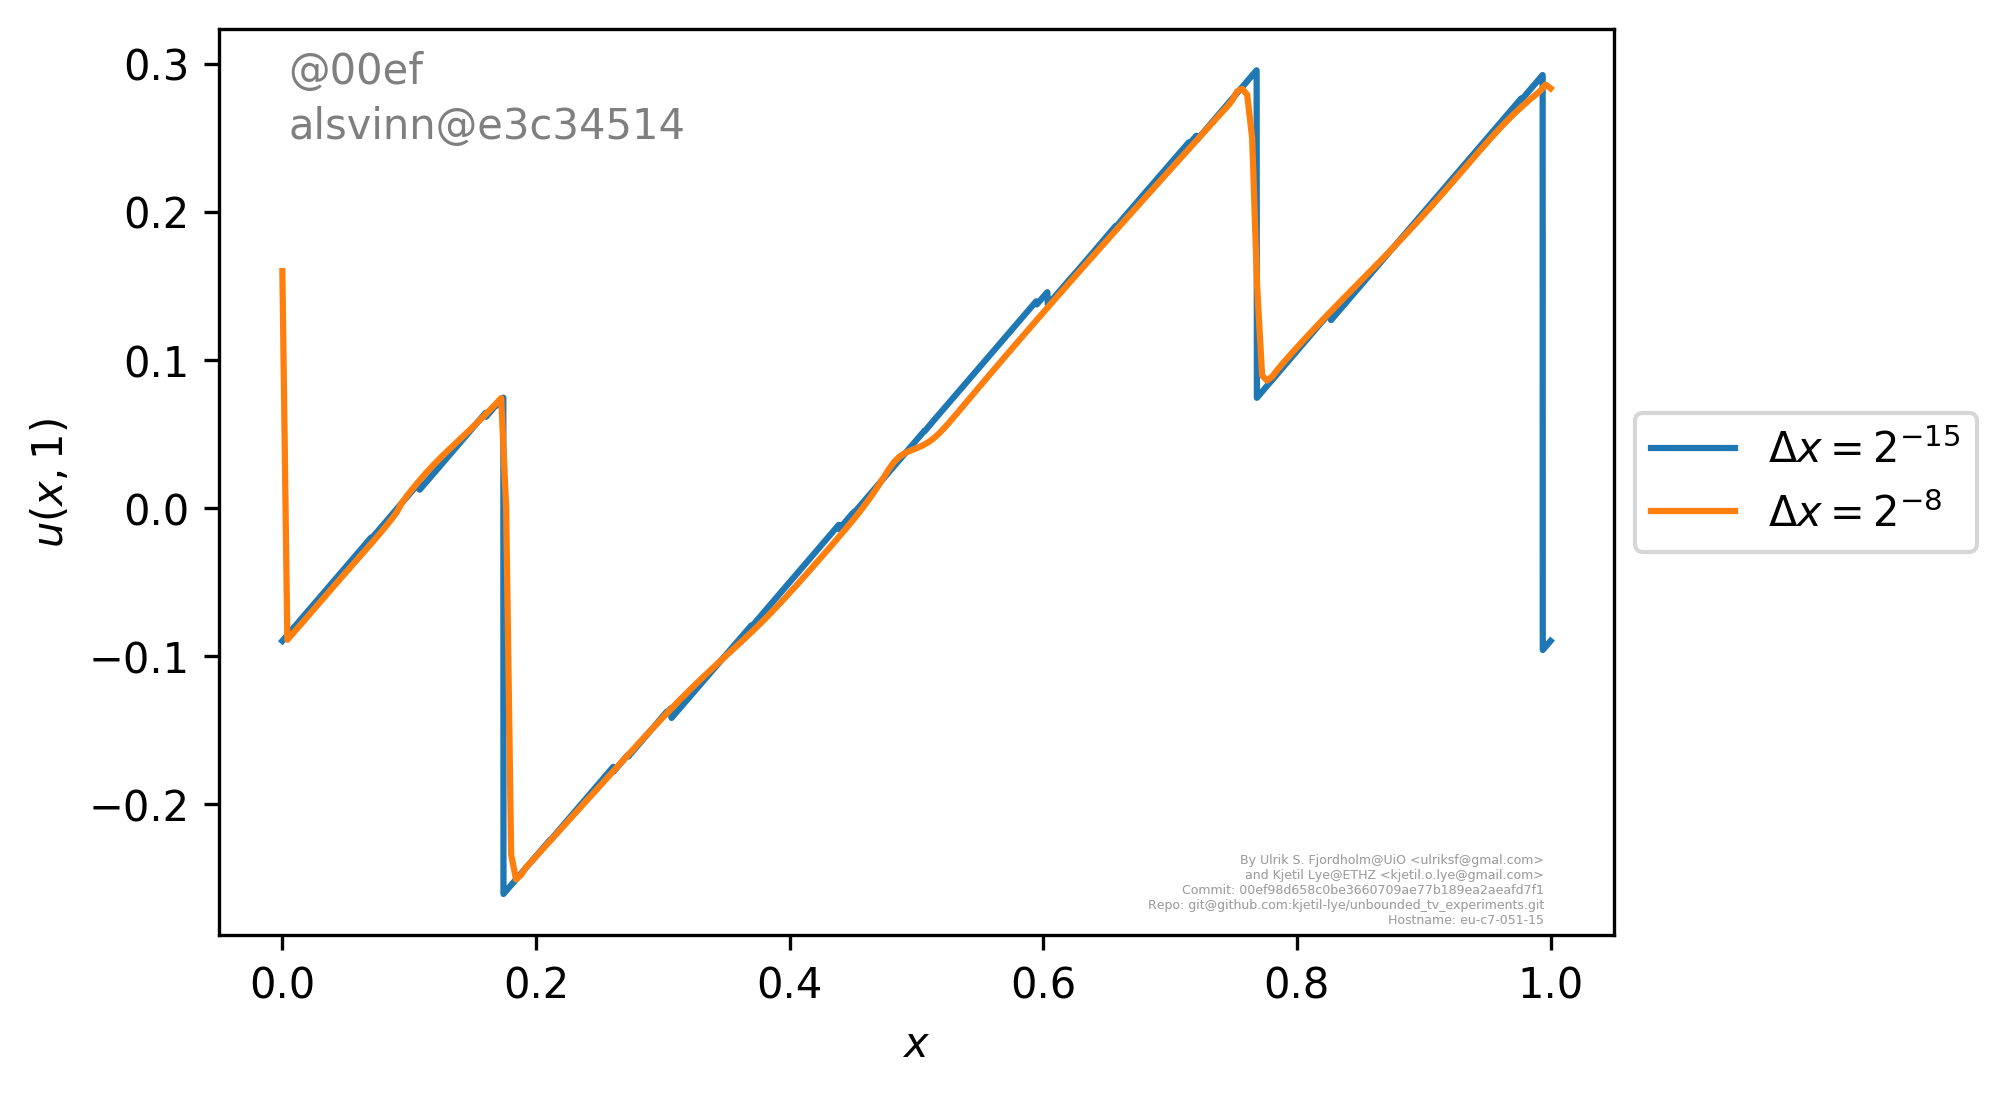 @00ef
alsvinn@e3c34514
0.3
0.2
0.1
0.0
−0.1
−0.2
u(x, 1)
0.0 0.2 0.4 0.6 0.8 1.0
x
Δx = 2⁻¹⁵
Δx = 2⁻⁸
By Ulrik S. Fjordholm@UiO <ulriksf@gmal.com>
and Kjetil Lye@ETHZ <kjetil.o.lye@gmail.com>
Commit: 00ef98d658c0be3660709ae77b189ea2aeafd7f1
Repo: git@github.com:kjetil-lye/unbounded_tv_experiments.git
Hostname: eu-c7-051-15